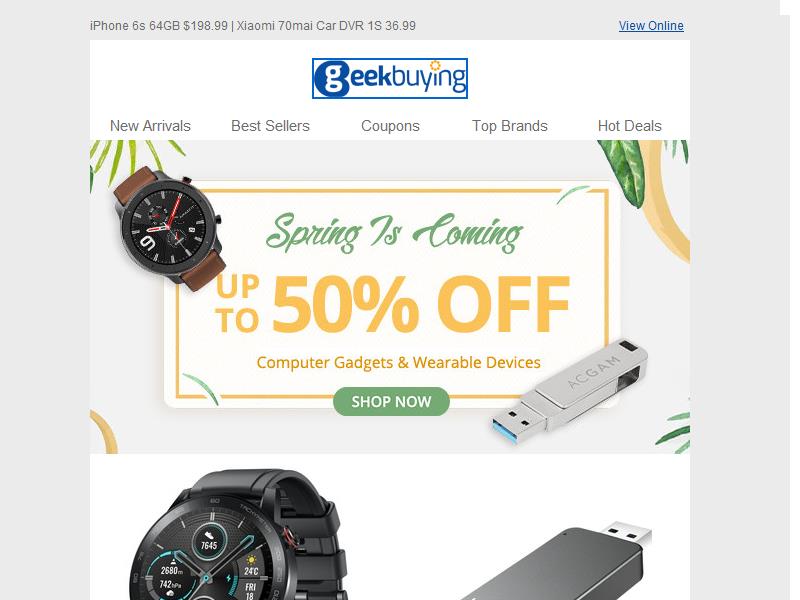 iPhone 6s 64GB $198.99 | Xiaomi 70mai Car DVR 1S 36.99
View Online
geekbuying
New Arrivals
Best Sellers
Coupons
Top Brands
Hot Deals
Spring Is Coming
UP TO 50% OFF
Computer Gadgets & Wearable Devices
SHOP NOW
ACGAM
7645
2680m
742hPa
24°C
FRI
18